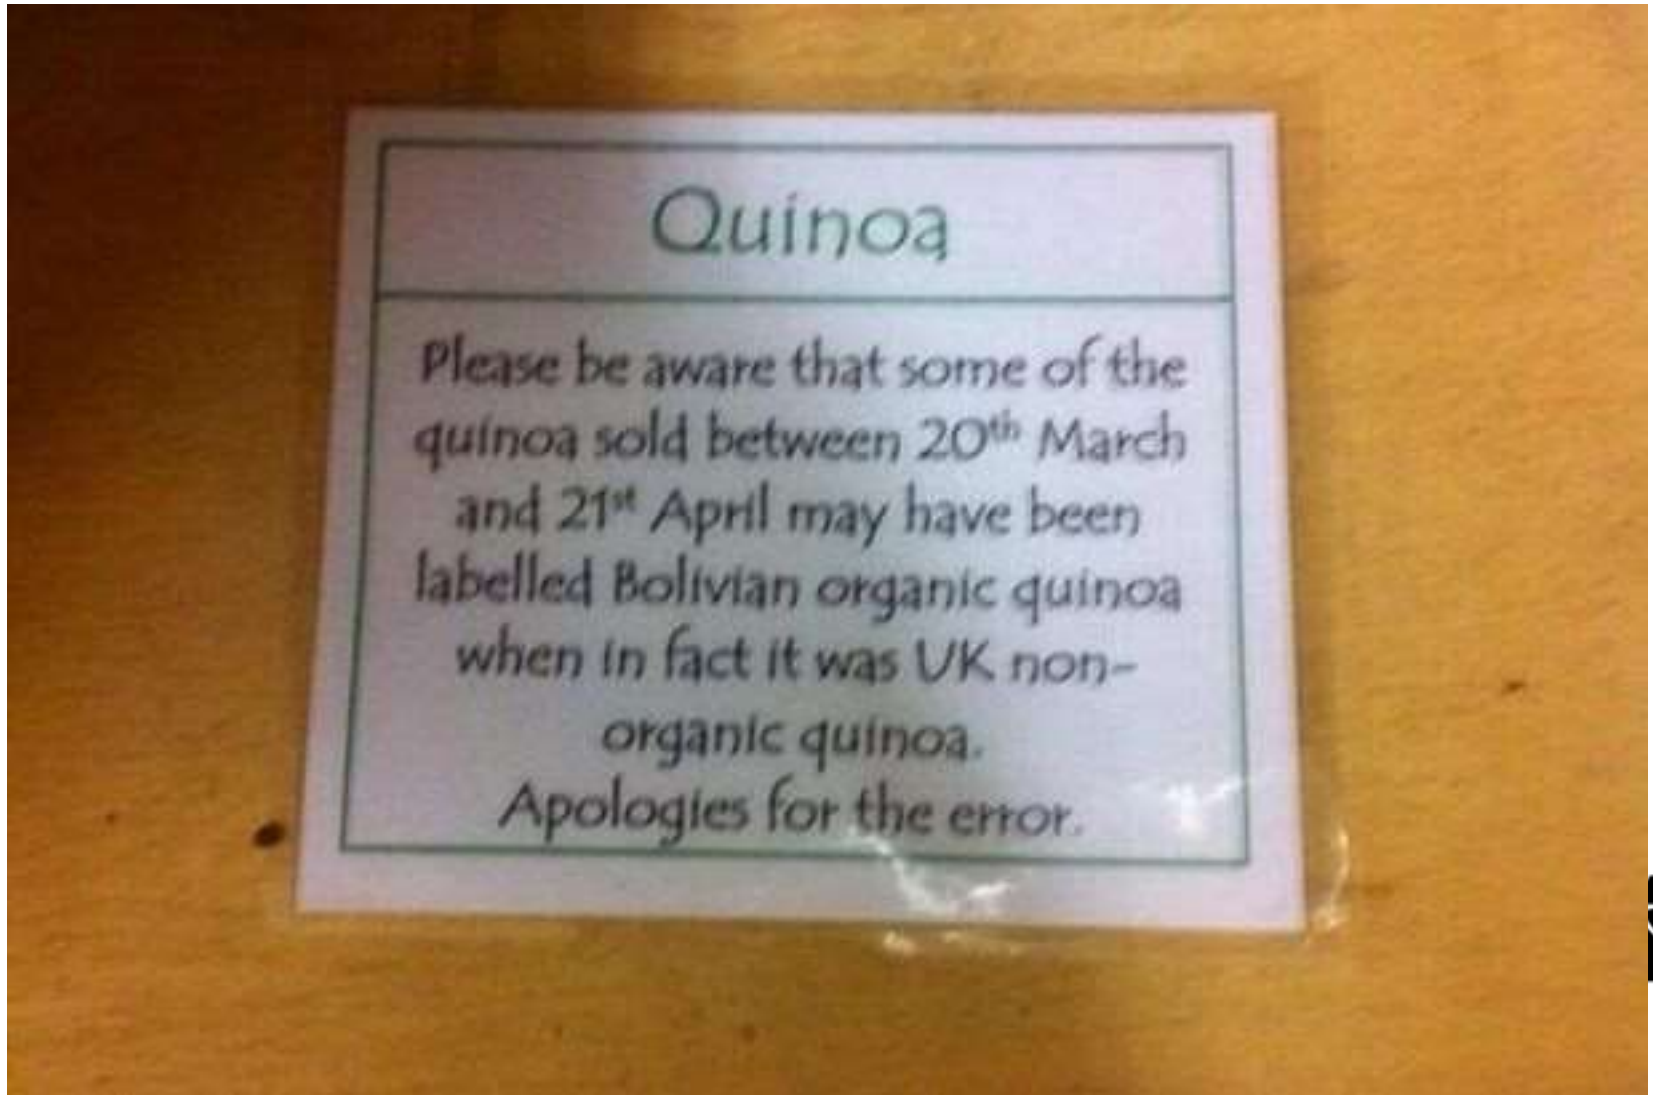 Quinoa
Please be aware that some of the
quinoa sold between 20th March
and 21st April may have been
labelled Bolivian organic quinoa
when in fact it was UK non-
organic quinoa.
Apologies for the error.